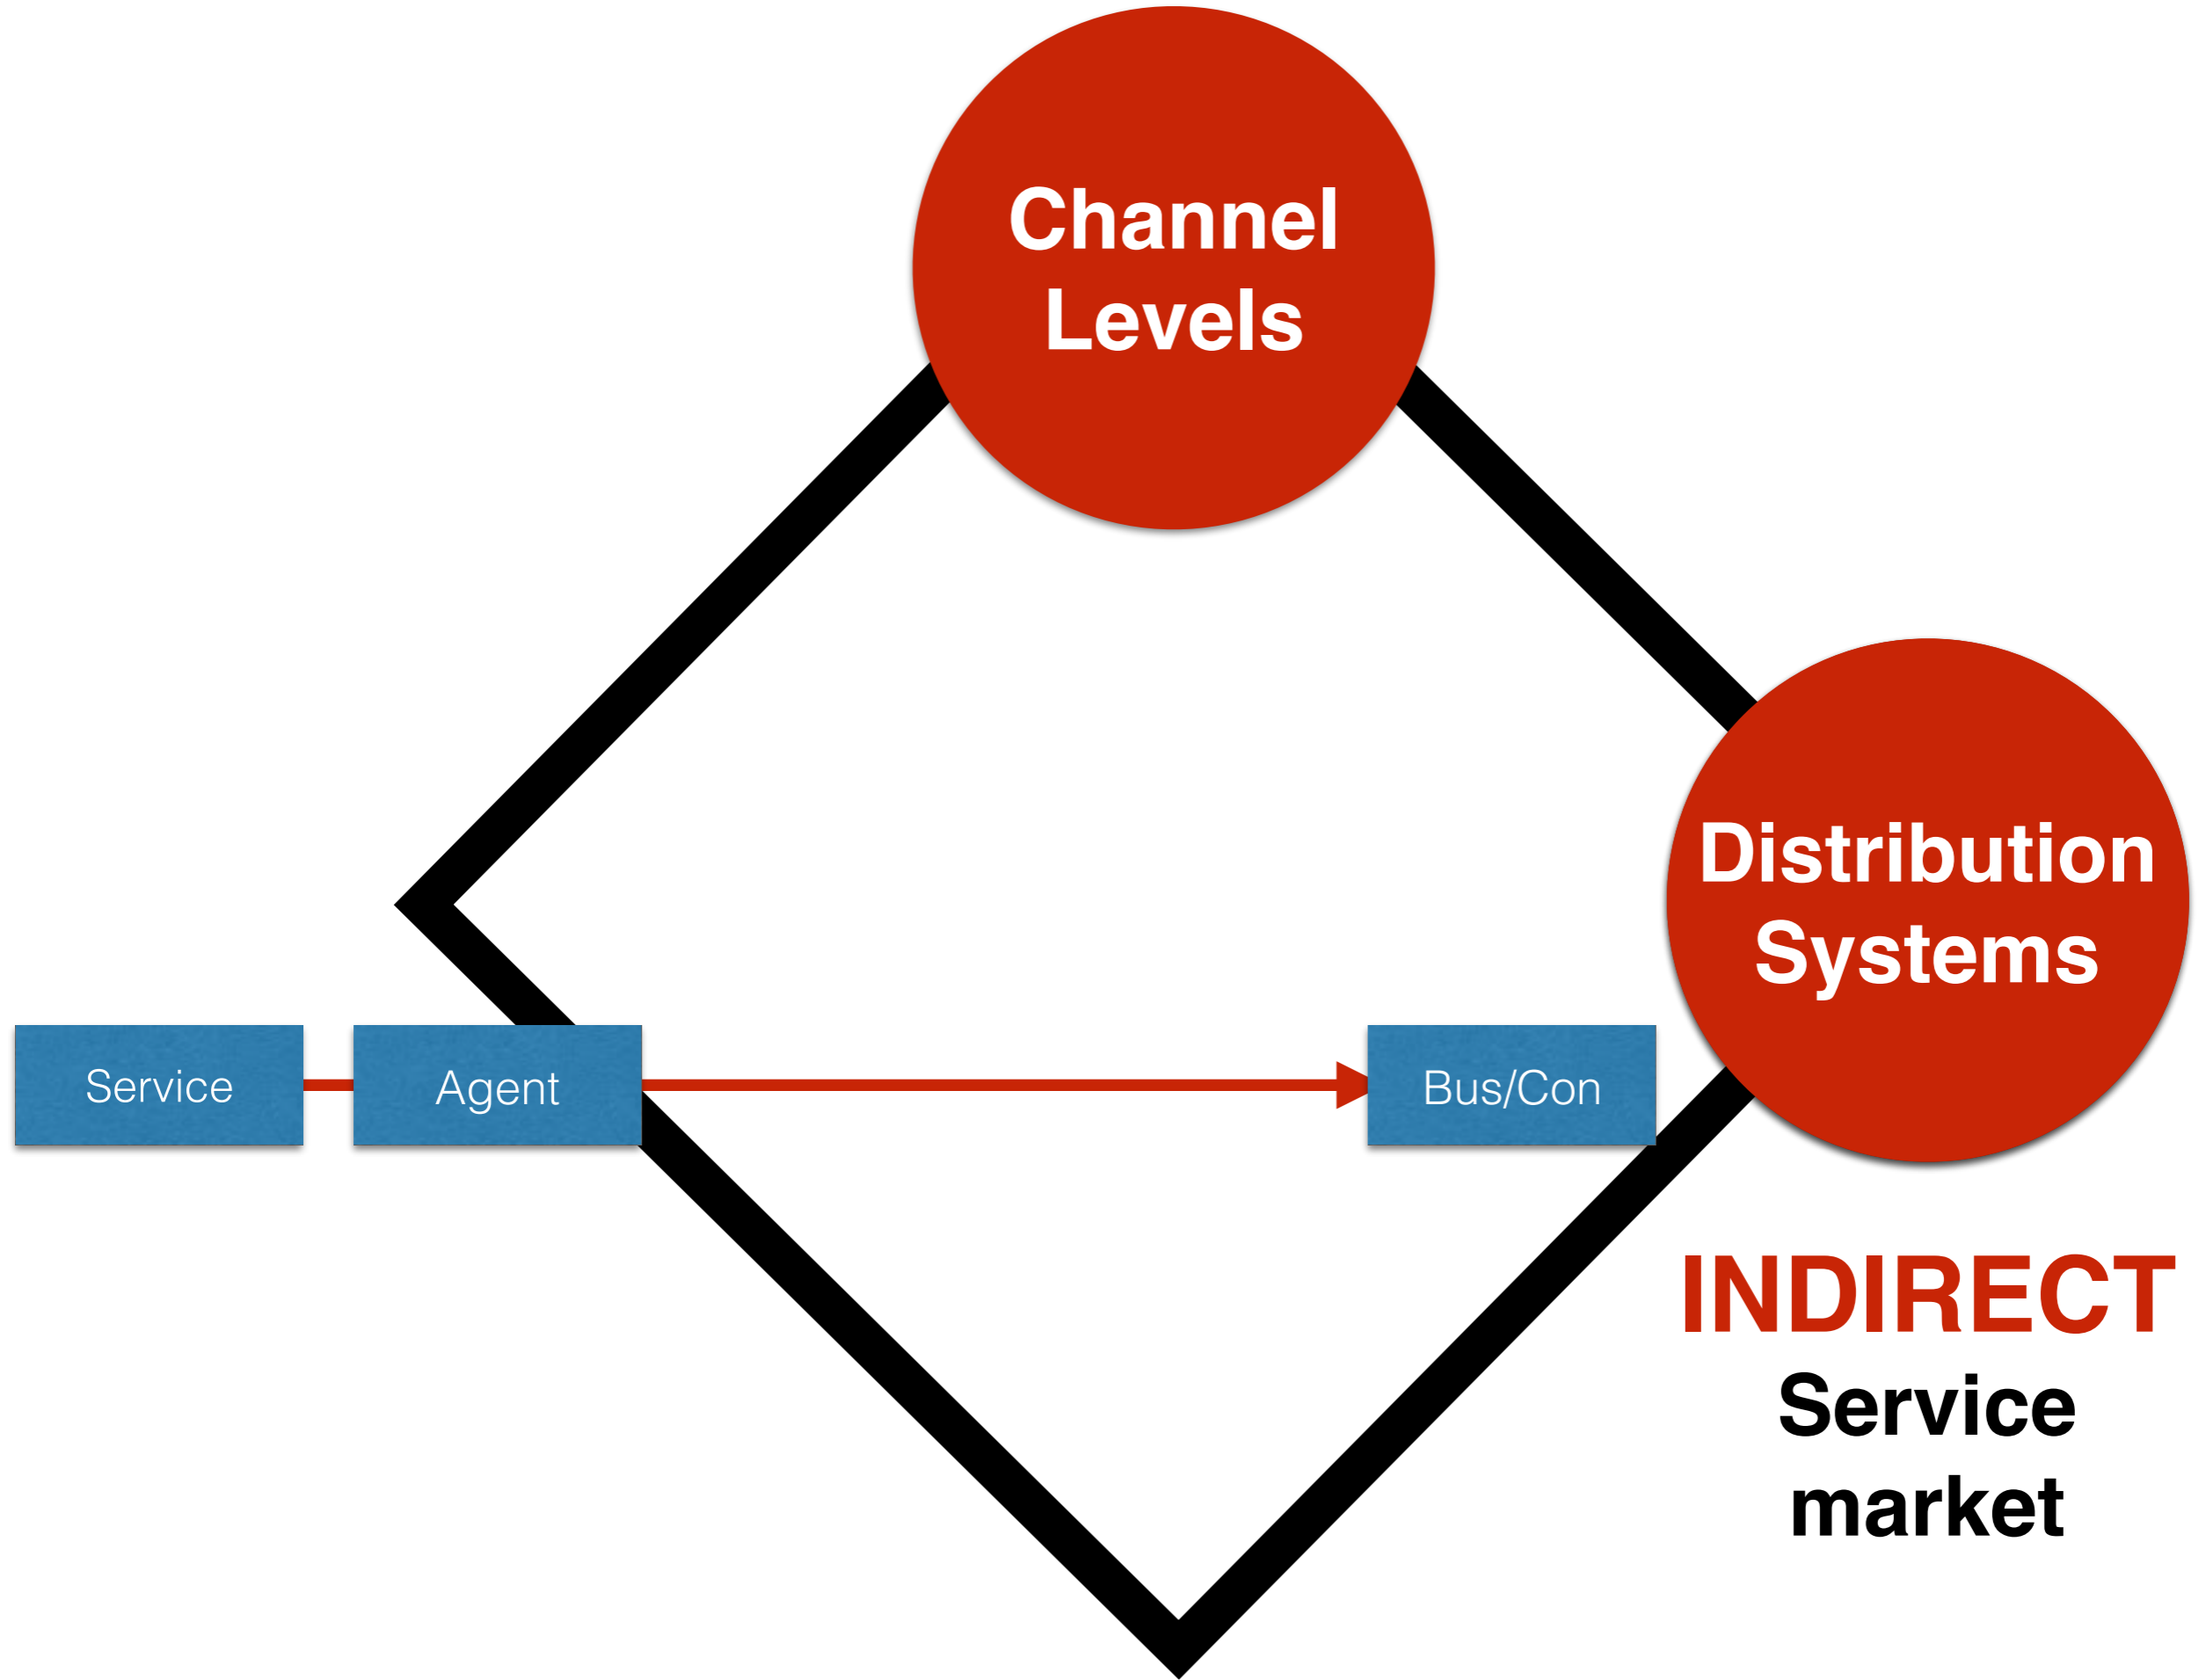 Channel
Levels
Distribution
Systems
Service
Agent
Bus/Con
INDIRECT
Service
market